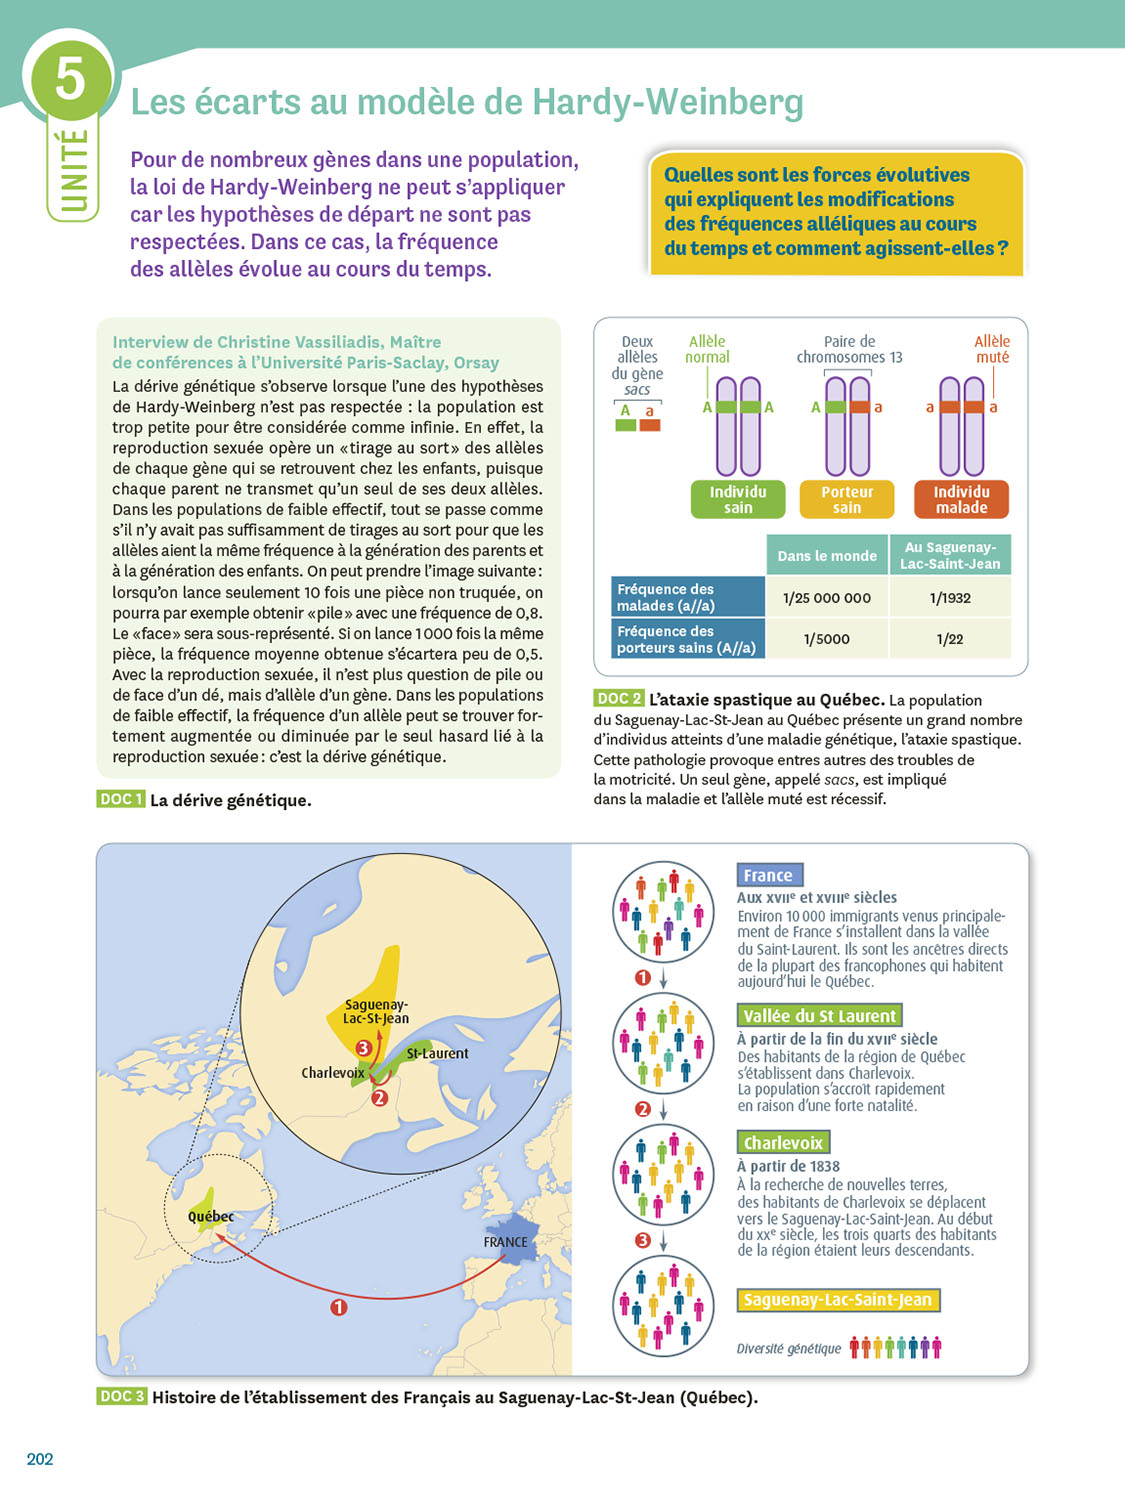 5
UNITÉ
Les écarts au modèle de Hardy-Weinberg
Pour de nombreux gènes dans une population,
la loi de Hardy-Weinberg ne peut s’appliquer
car les hypothèses de départ ne sont pas
respectées. Dans ce cas, la fréquence
des allèles évolue au cours du temps.
Quelles sont les forces évolutives
qui expliquent les modifications
des fréquences alléliques au cours
du temps et comment agissent-elles ?
Interview de Christine Vassiliadis, Maître
de conférences à l’Université Paris-Saclay, Orsay
La dérive génétique s’observe lorsque l’une des hypothèses
de Hardy-Weinberg n’est pas respectée : la population est
trop petite pour être considérée comme infinie. En effet, la
reproduction sexuée opère un « tirage au sort » des allèles
de chaque gène qui se retrouvent chez les enfants, puisque
chaque parent ne transmet qu’un seul de ses deux allèles.
Dans les populations de faible effectif, tout se passe comme
s’il n’y avait pas suffisamment de tirages au sort pour que les
allèles aient la même fréquence à la génération des parents et
à la génération des enfants. On peut prendre l’image suivante :
lorsqu’on lance seulement 10 fois une pièce non truquée, on
pourra par exemple obtenir « pile » avec une fréquence de 0,8.
Le « face » sera sous-représenté. Si on lance 1 000 fois la même
pièce, la fréquence moyenne obtenue s’écartera peu de 0,5.
Avec la reproduction sexuée, il n’est plus question de pile ou
de face d’un dé, mais d’allèle d’un gène. Dans les populations
de faible effectif, la fréquence d’un allèle peut se trouver for-
tement augmentée ou diminuée par le seul hasard lié à la
reproduction sexuée : c’est la dérive génétique.
DOC 1 La dérive génétique.
Deux
allèles
du gène
sacs
A a
Allèle
normal
Paire de
chromosomes 13
Allèle
muté
A A
A a
a a
Individu
sain
Porteur
sain
Individu
malade
Dans le monde
Au Saguenay-
Lac-Saint-Jean
Fréquence des
malades (a//a)
1/25 000 000
1/1932
Fréquence des
porteurs sains (A//a)
1/5000
1/22
DOC 2 L’ataxie spastique au Québec. La population
du Saguenay-Lac-St-Jean au Québec présente un grand nombre
d’individus atteints d’une maladie génétique, l’ataxie spastique.
Cette pathologie provoque entres autres des troubles de
la motricité. Un seul gène, appelé sacs, est impliqué
dans la maladie et l’allèle muté est récessif.
Saguenay-
Lac-St-Jean
3
St-Laurent
Charlevoix
2
Québec
FRANCE
1
France
Aux XVIIe et XVIIIe siècles
Environ 10 000 immigrants venus principale-
ment de France s’installent dans la vallée
du Saint-Laurent. Ils sont les ancêtres directs
de la plupart des francophones qui habitent
aujourd’hui le Québec.
1
Vallée du St Laurent
À partir de la fin du XVIIe siècle
Des habitants de la région de Québec
s’établissent dans Charlevoix.
La population s’accroît rapidement
en raison d’une forte natalité.
2
Charlevoix
À partir de 1838
À la recherche de nouvelles terres,
des habitants de Charlevoix se déplacent
vers le Saguenay-Lac-Saint-Jean. Au début
du XXe siècle, les trois quarts des habitants
de la région étaient leurs descendants.
3
Saguenay-Lac-Saint-Jean
Diversité génétique
DOC 3 Histoire de l’établissement des Français au Saguenay-Lac-St-Jean (Québec).
202